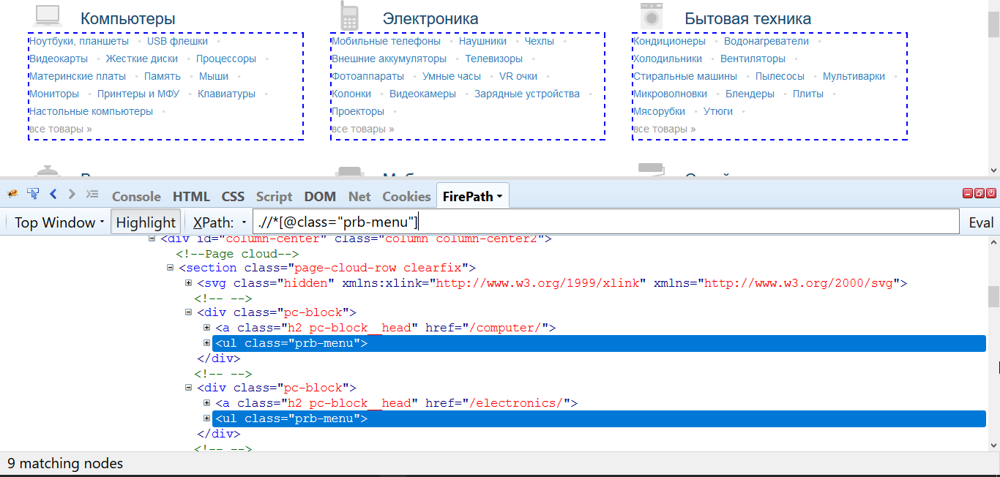 Компьютеры
Ноутбуки, планшеты • USB флешки •
Видеокарты • Жесткие диски • Процессоры •
Материнские платы • Память • Мыши •
Мониторы • Принтеры и МФУ • Клавиатуры •
Настольные компьютеры •
все товары »
Электроника
Мобильные телефоны • Наушники • Чехлы •
Внешние аккумуляторы • Телевизоры •
Фотоаппараты • Умные часы • VR очки •
Колонки • Видеокамеры • Зарядные устройства •
Проекторы •
все товары »
Бытовая техника
Кондиционеры • Водонагреватели •
Холодильники • Вентиляторы •
Стиральные машины • Пылесосы • Мультиварки •
Микроволновки • Блендеры • Плиты •
Мясорубки • Утюги •
все товары »
Console HTML CSS Script DOM Net Cookies FirePath
Top Window Highlight XPath: .//*[@class="prb-menu"] Eval
<div id="column-center" class="column column-center2">
<!--Page cloud-->
<section class="page-cloud-row clearfix">
<svg class="hidden" xmlns:xlink="http://www.w3.org/1999/xlink" xmlns="http://www.w3.org/2000/svg">
<!-- -->
<div class="pc-block">
<a class="h2 pc-block__head" href="/computer/">
<ul class="prb-menu">
</div>
<!-- -->
<div class="pc-block">
<a class="h2 pc-block__head" href="/electronics/">
<ul class="prb-menu">
</div>
<!-- -->
9 matching nodes